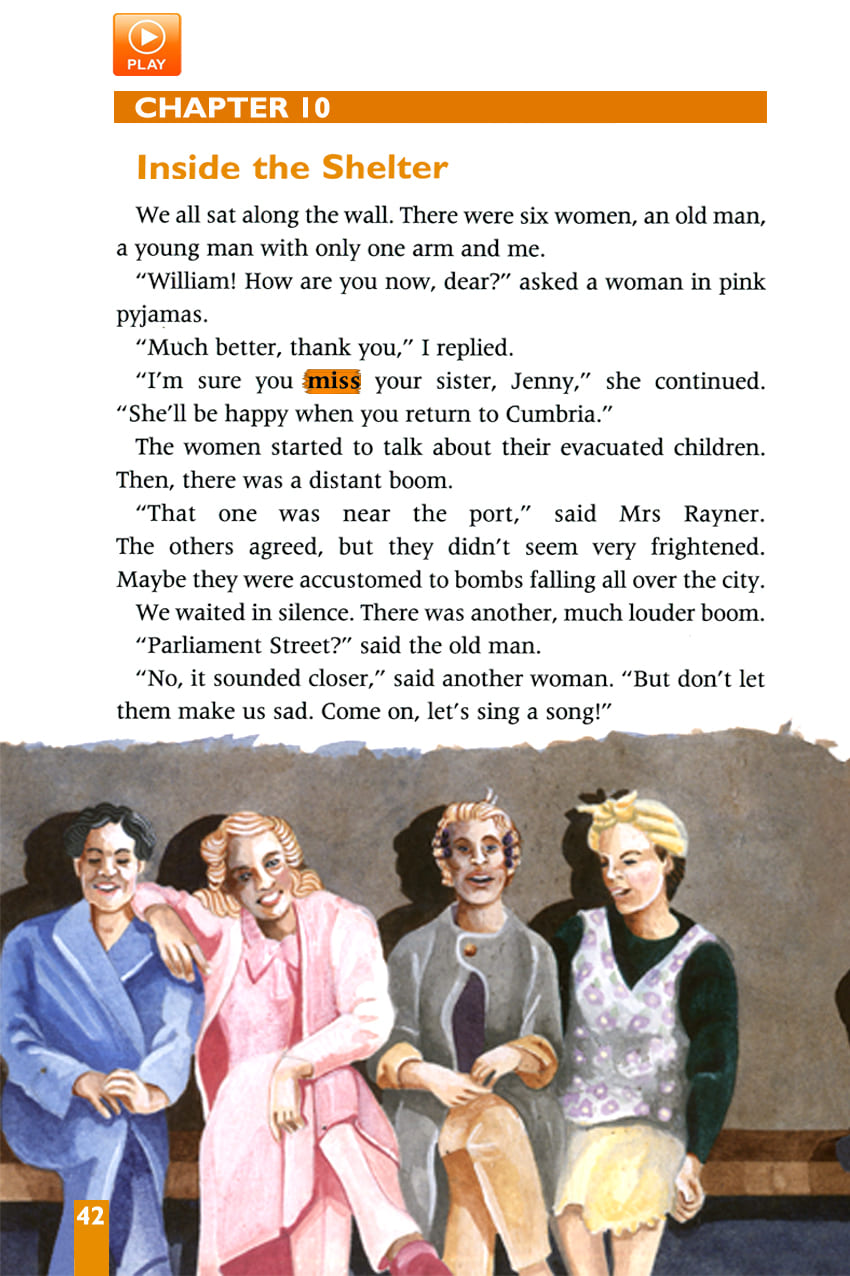 PLAY
CHAPTER 10
Inside the Shelter
We all sat along the wall. There were six women, an old man,
a young man with only one arm and me.
“William! How are you now, dear?” asked a woman in pink
pyjamas.
“Much better, thank you,” I replied.
“I’m sure you miss your sister, Jenny,” she continued.
“She’ll be happy when you return to Cumbria.”
The women started to talk about their evacuated children.
Then, there was a distant boom.
“That one was near the port,” said Mrs Rayner.
The others agreed, but they didn’t seem very frightened.
Maybe they were accustomed to bombs falling all over the city.
We waited in silence. There was another, much louder boom.
“Parliament Street?” said the old man.
“No, it sounded closer,” said another woman. “But don’t let
them make us sad. Come on, let’s sing a song!”
42